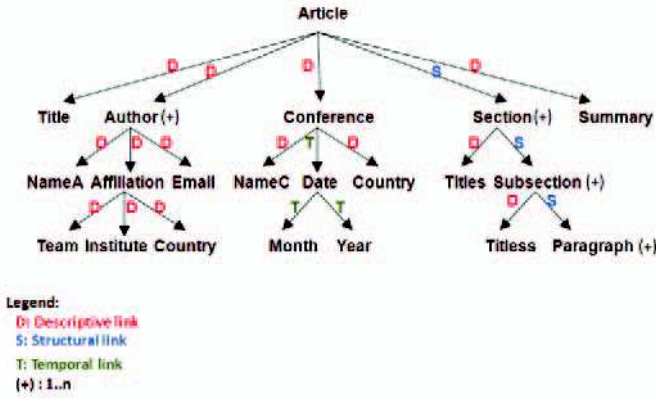 Article
D D D S D
Title Author (+) Conference Section(+) Summary
D D D D T D D S
NameA Affiliation Email NameC Date Country Titles Subsection (+)
D D D T T D S
Team Institute Country Month Year Titless Paragraph (+)
Legend:
D: Descriptive link
S: Structural link
T: Temporal link
(+) : 1..n